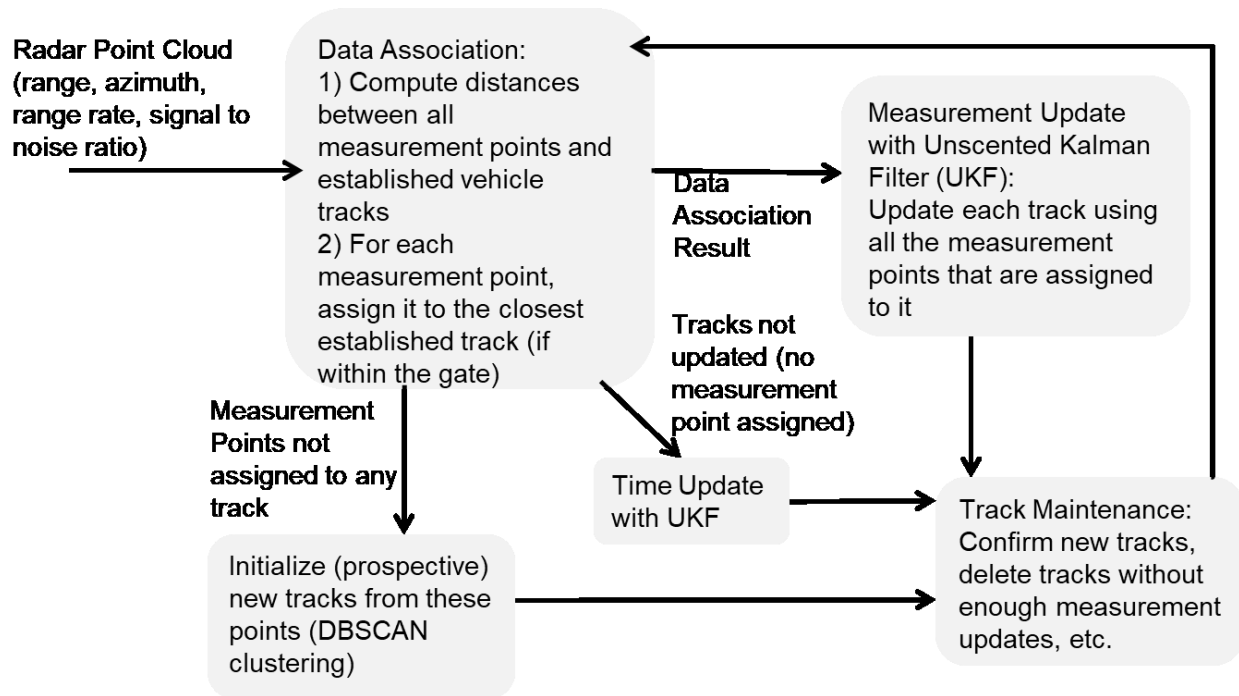 Radar Point Cloud
(range, azimuth,
range rate, signal to
noise ratio)
Data Association:
1) Compute distances
between all
measurement points and
established vehicle
tracks
2) For each
measurement point,
assign it to the closest
established track (if
within the gate)
Data
Association
Result
Measurement Update
with Unscented Kalman
Filter (UKF):
Update each track using
all the measurement
points that are assigned
to it
Tracks not
updated (no
measurement
point assigned)
Measurement
Points not
assigned to any
track
Time Update
with UKF
Initialize (prospective)
new tracks from these
points (DBSCAN
clustering)
Track Maintenance:
Confirm new tracks,
delete tracks without
enough measurement
updates, etc.